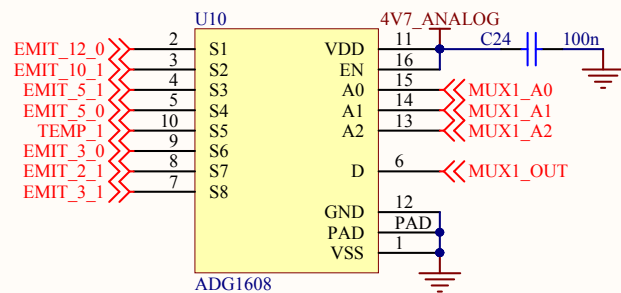 U10
4V7_ANALOG
EMIT_12_0 2 S1 VDD 11 C24 100n
EMIT_10_1 3 S2 EN 16
EMIT_5_1 4 S3 A0 15 MUX1_A0
EMIT_5_0 5 S4 A1 14 MUX1_A1
TEMP_1 10 S5 A2 13 MUX1_A2
EMIT_3_0 9 S6
EMIT_2_1 8 S7 D 6 MUX1_OUT
EMIT_3_1 7 S8
GND 12
PAD PAD
VSS 1
ADG1608